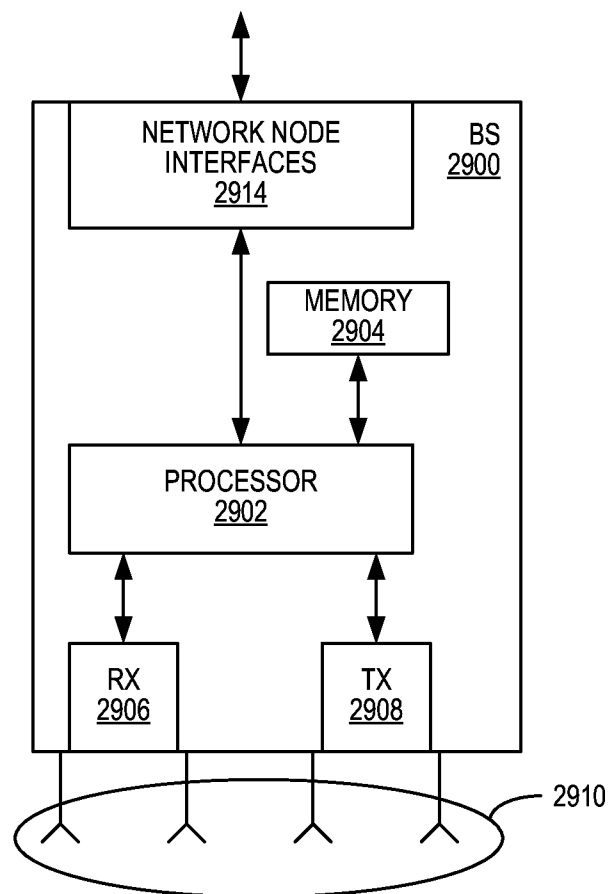 NETWORK NODE
INTERFACES
2914
BS
2900
MEMORY
2904
PROCESSOR
2902
RX
2906
TX
2908
2910